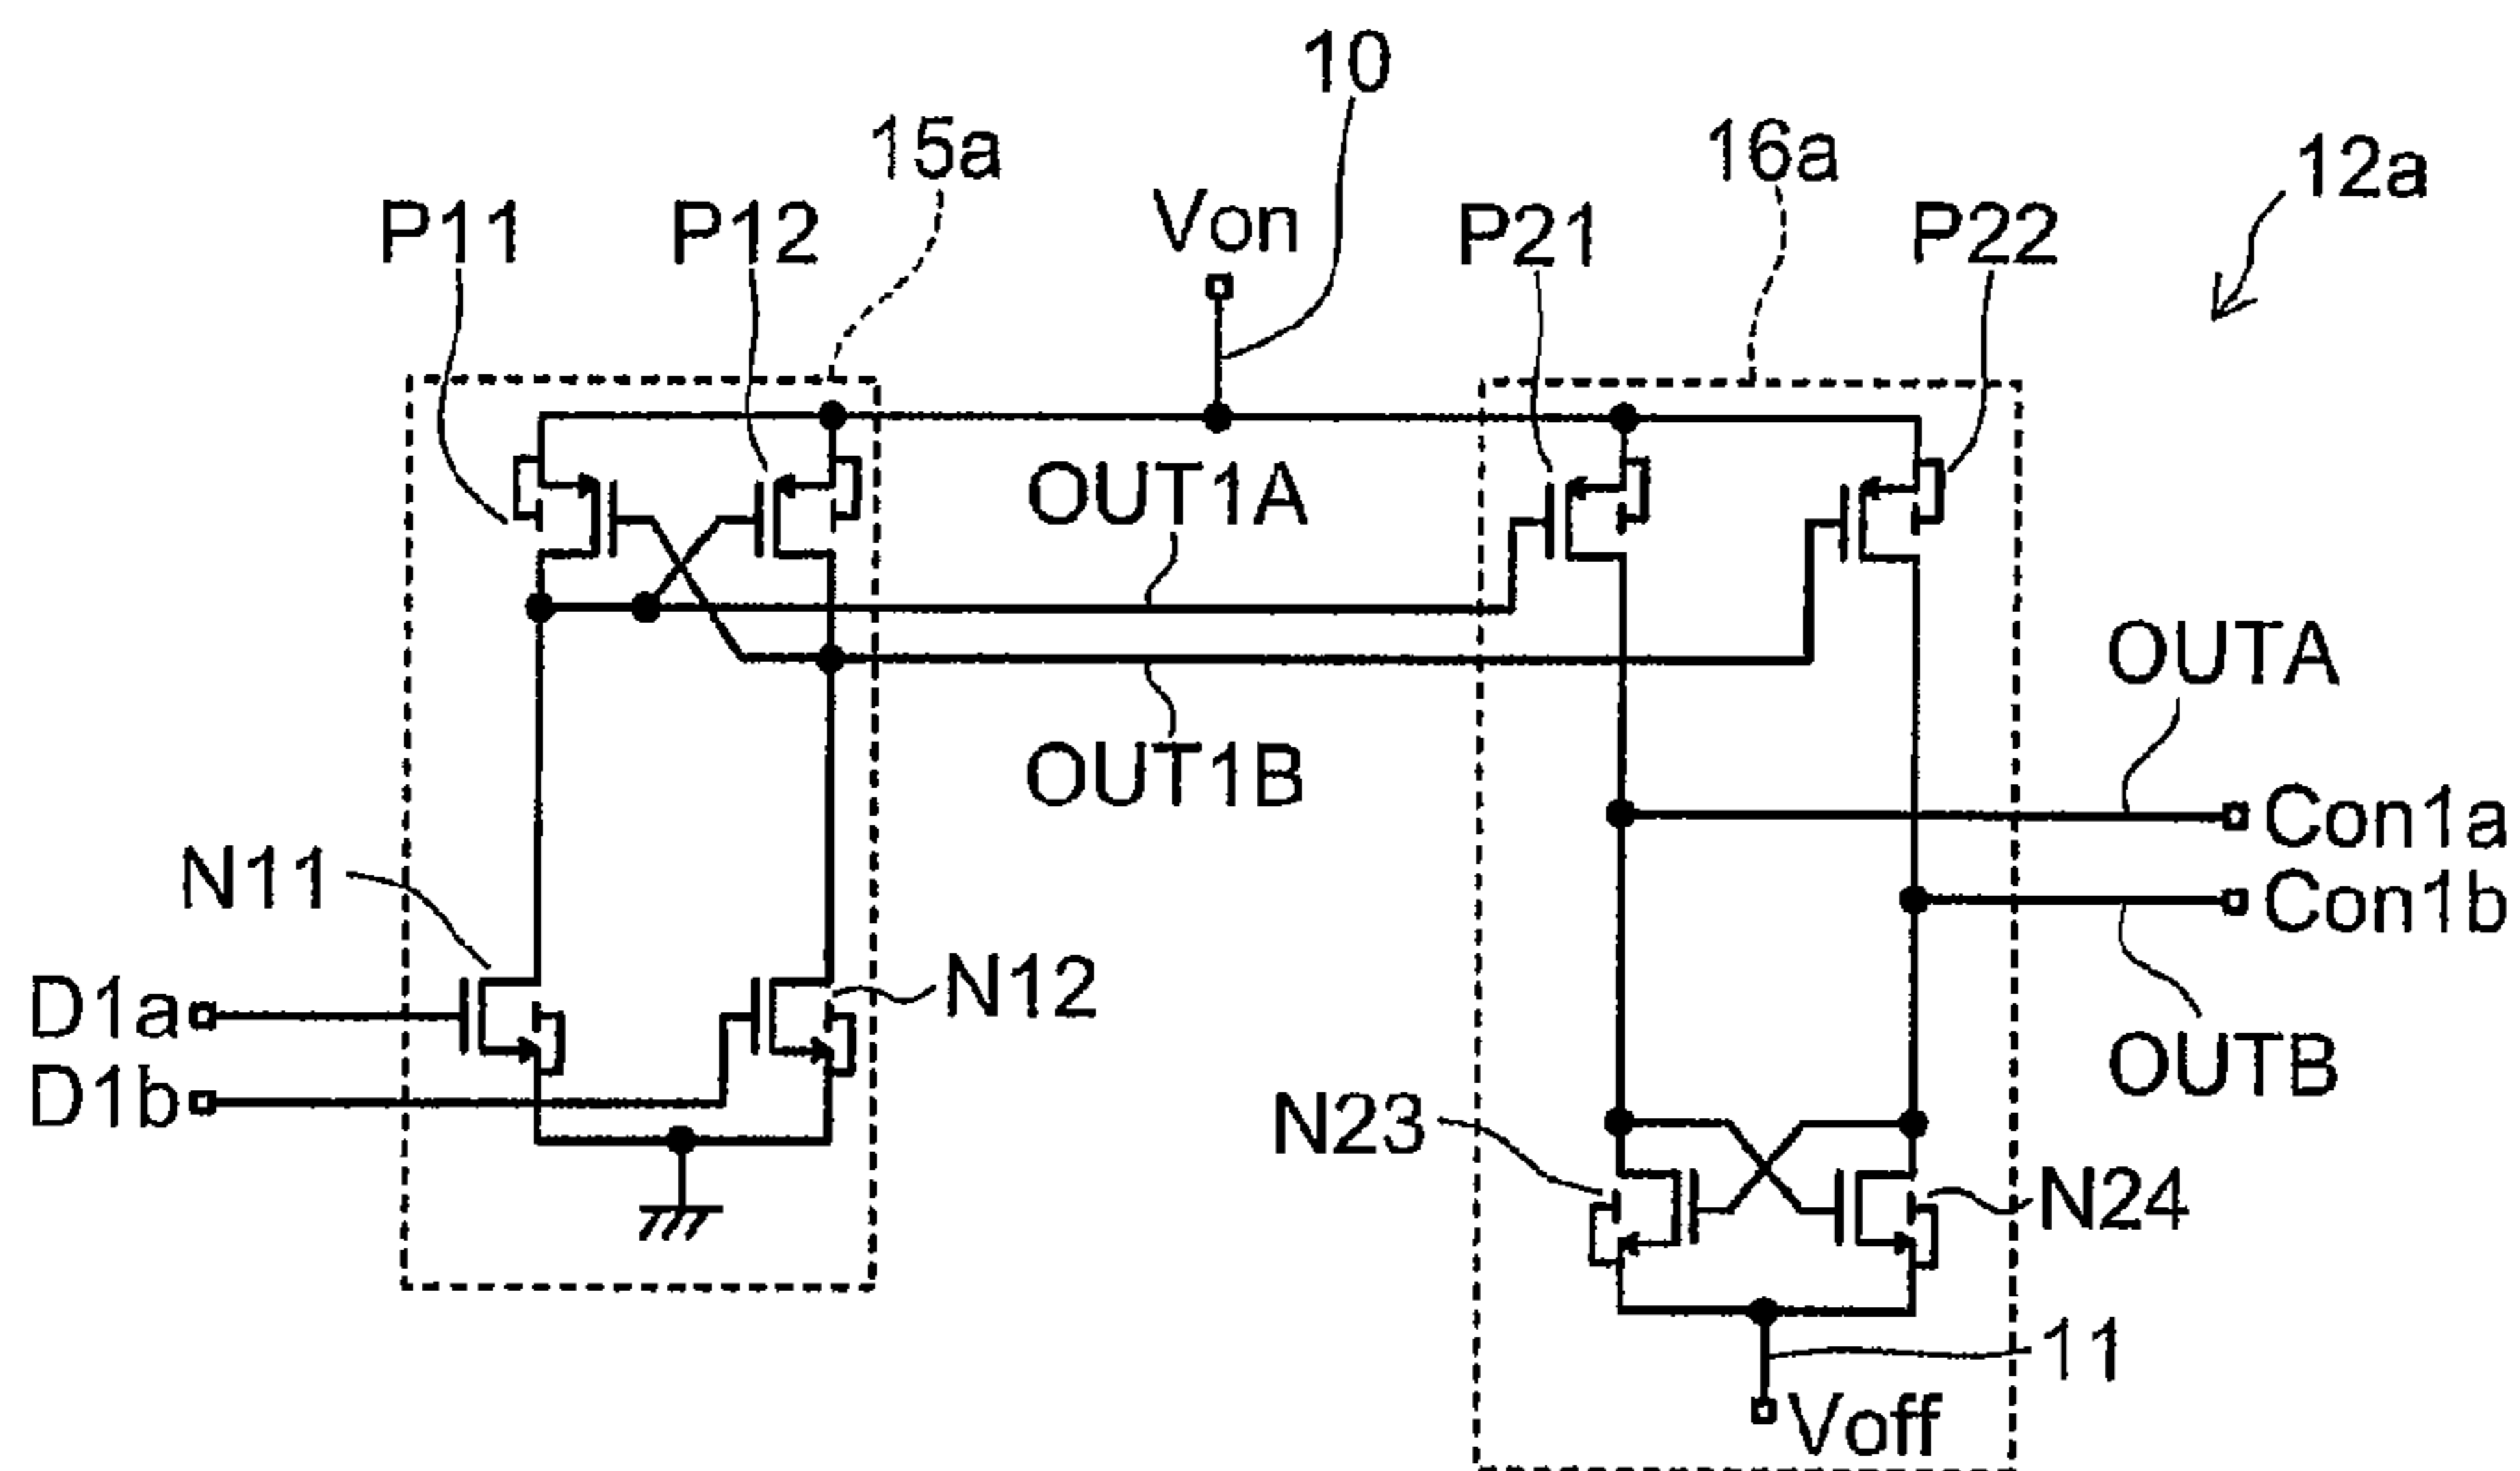 10
15a
16a
12a
P11
P12
Von
P21
P22
OUT1A
OUTA
OUT1B
Con1a
N11
Con1b
N12
D1a
OUTB
D1b
N23
N24
11
Voff